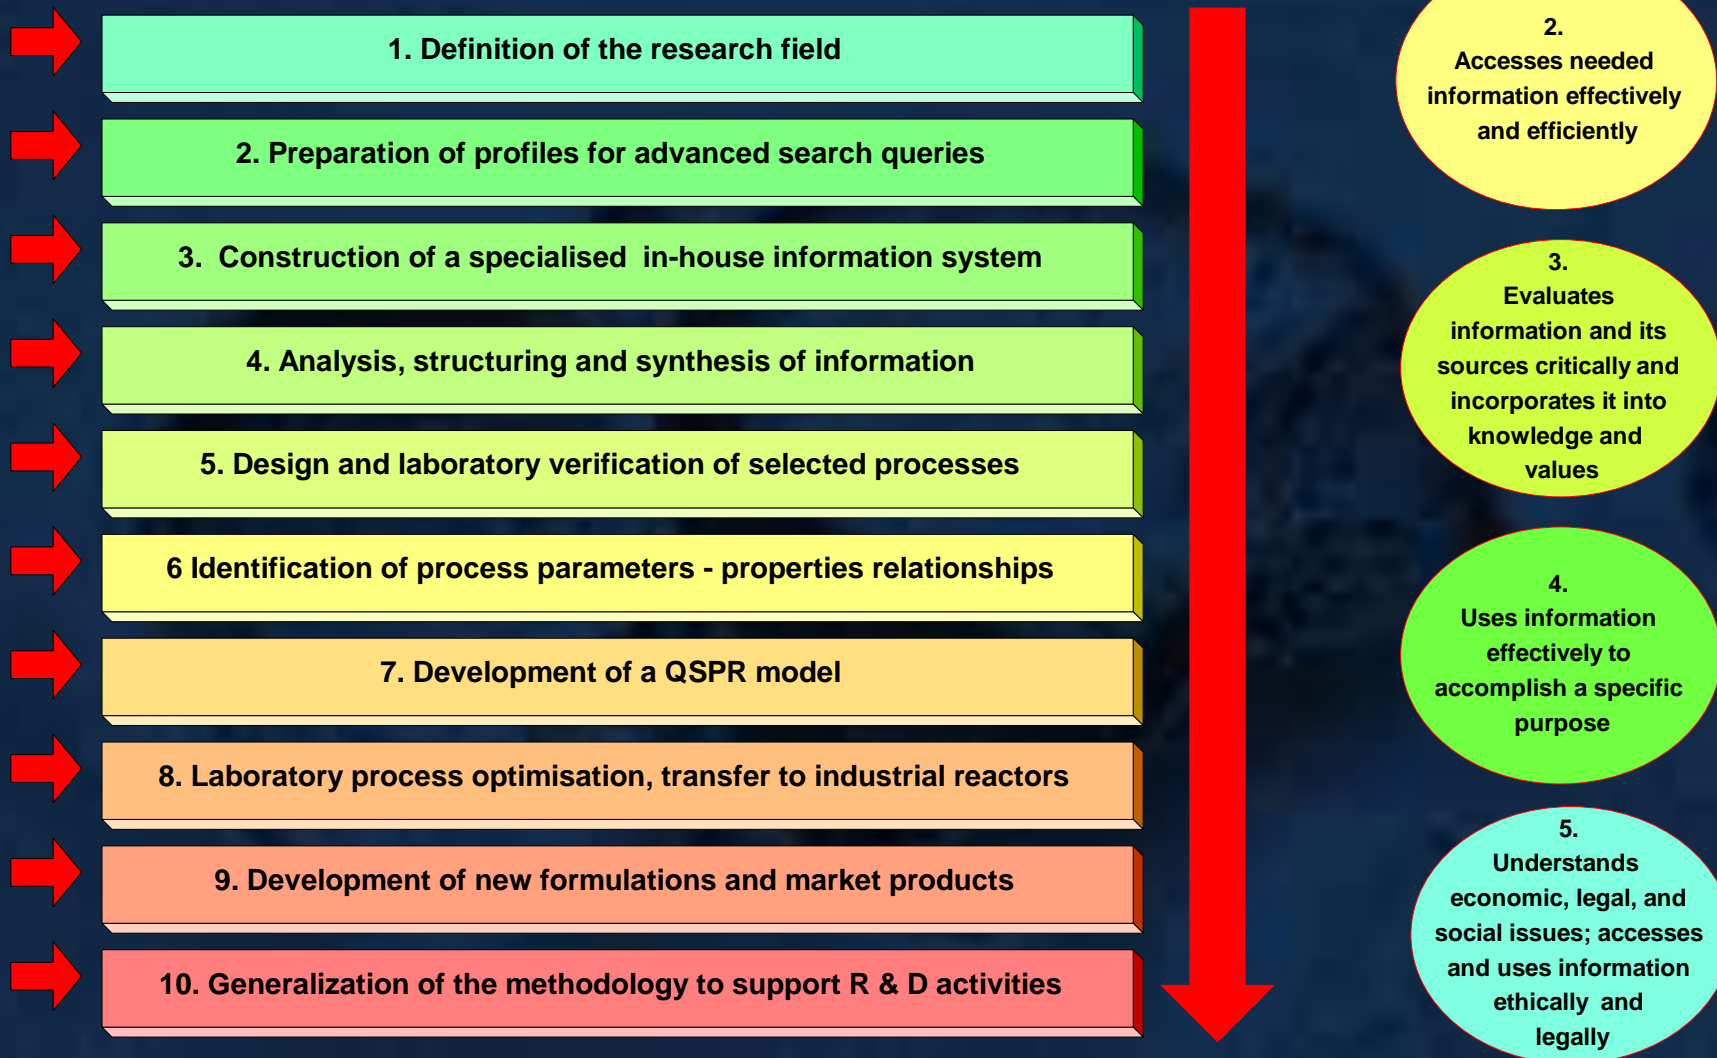 1. Definition of the research field
2. Preparation of profiles for advanced search queries
3. Construction of a specialised in-house information system
4. Analysis, structuring and synthesis of information
5. Design and laboratory verification of selected processes
6 Identification of process parameters - properties relationships
7. Development of a QSPR model
8. Laboratory process optimisation, transfer to industrial reactors
9. Development of new formulations and market products
10. Generalization of the methodology to support R & D activities
2.
Accesses needed
information effectively
and efficiently
3.
Evaluates
information and its
sources critically and
incorporates it into
knowledge and
values
4.
Uses information
effectively to
accomplish a specific
purpose
5.
Understands
economic, legal, and
social issues; accesses
and uses information
ethically and
legally